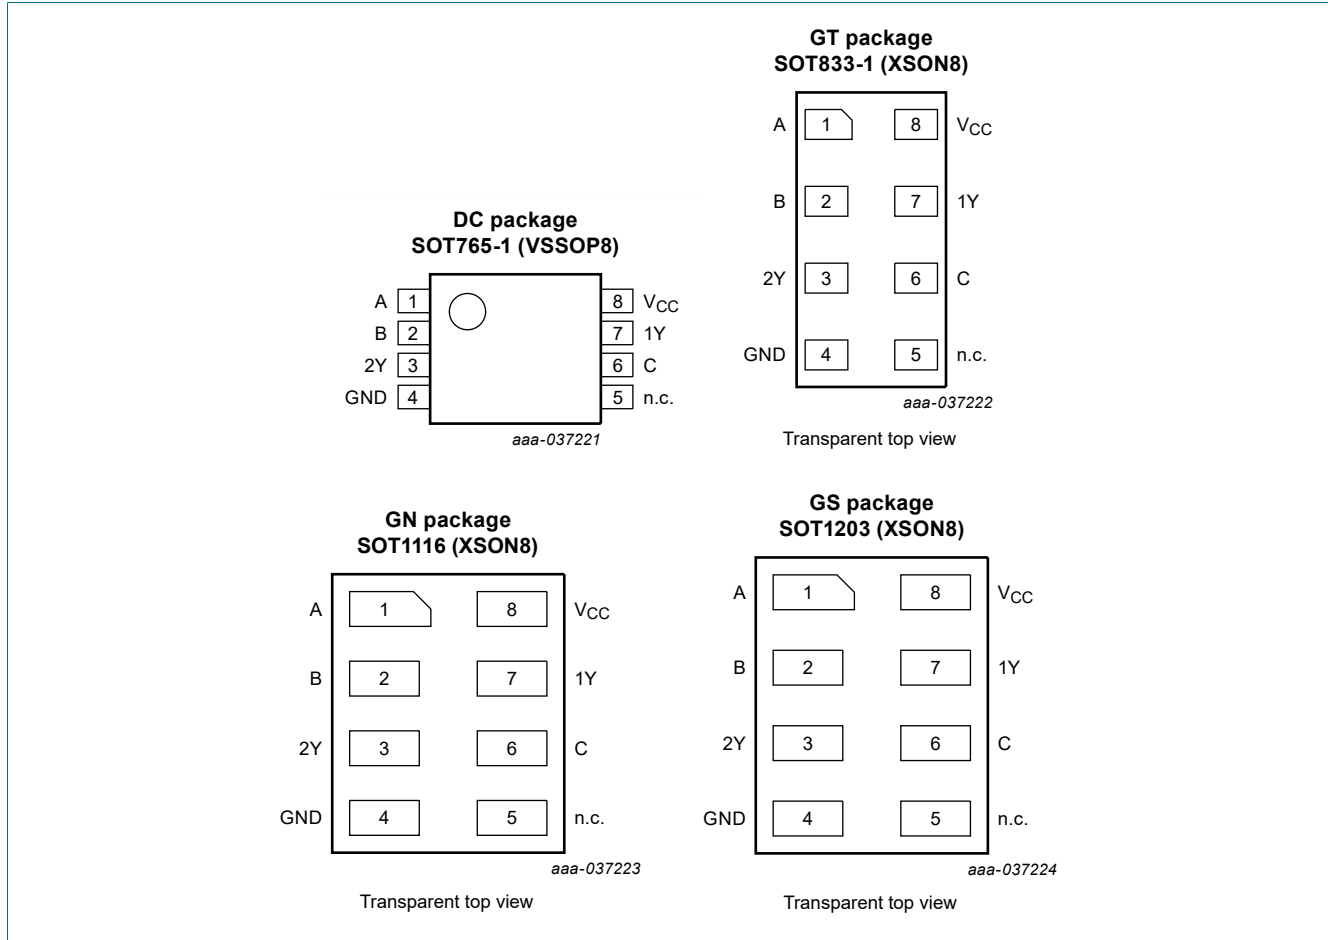 GT package
SOT833-1 (XSON8)
A 1 8 VCC
B 2 7 1Y
2Y 3 6 C
GND 4 5 n.c.
aaa-037222
Transparent top view
DC package
SOT765-1 (VSSOP8)
A 1 8 VCC
B 2 7 1Y
2Y 3 6 C
GND 4 5 n.c.
aaa-037221
GN package
SOT1116 (XSON8)
A 1 8 VCC
B 2 7 1Y
2Y 3 6 C
GND 4 5 n.c.
aaa-037223
Transparent top view
GS package
SOT1203 (XSON8)
A 1 8 VCC
B 2 7 1Y
2Y 3 6 C
GND 4 5 n.c.
aaa-037224
Transparent top view